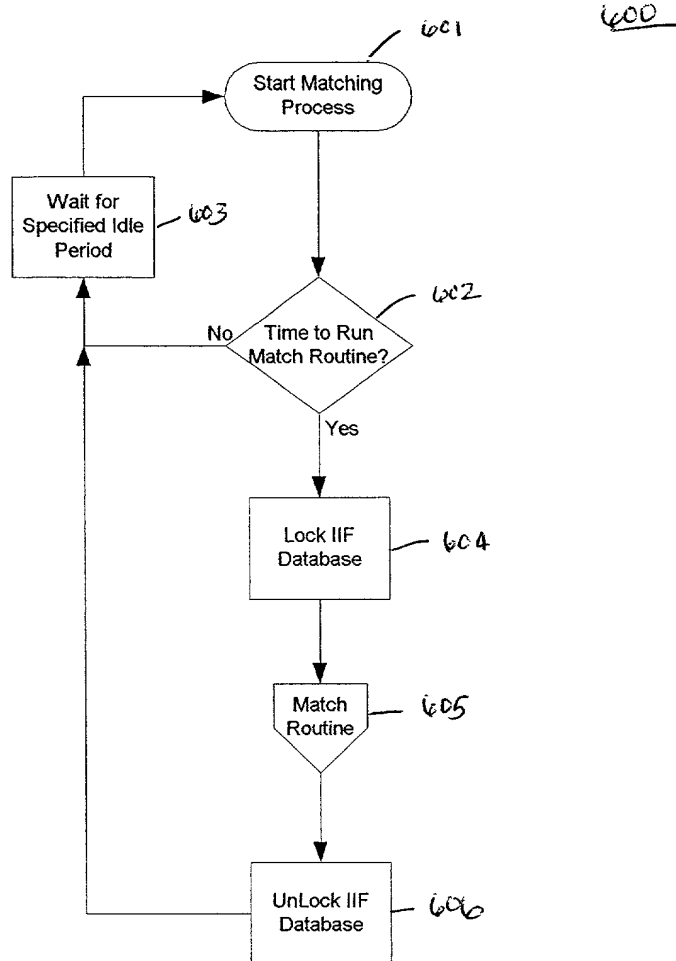 600
601
Start Matching
Process
Wait for
Specified Idle
Period
603
602
No
Time to Run
Match Routine?
Yes
Lock IIF
Database
604
Match
Routine
605
UnLock IIF
Database
606